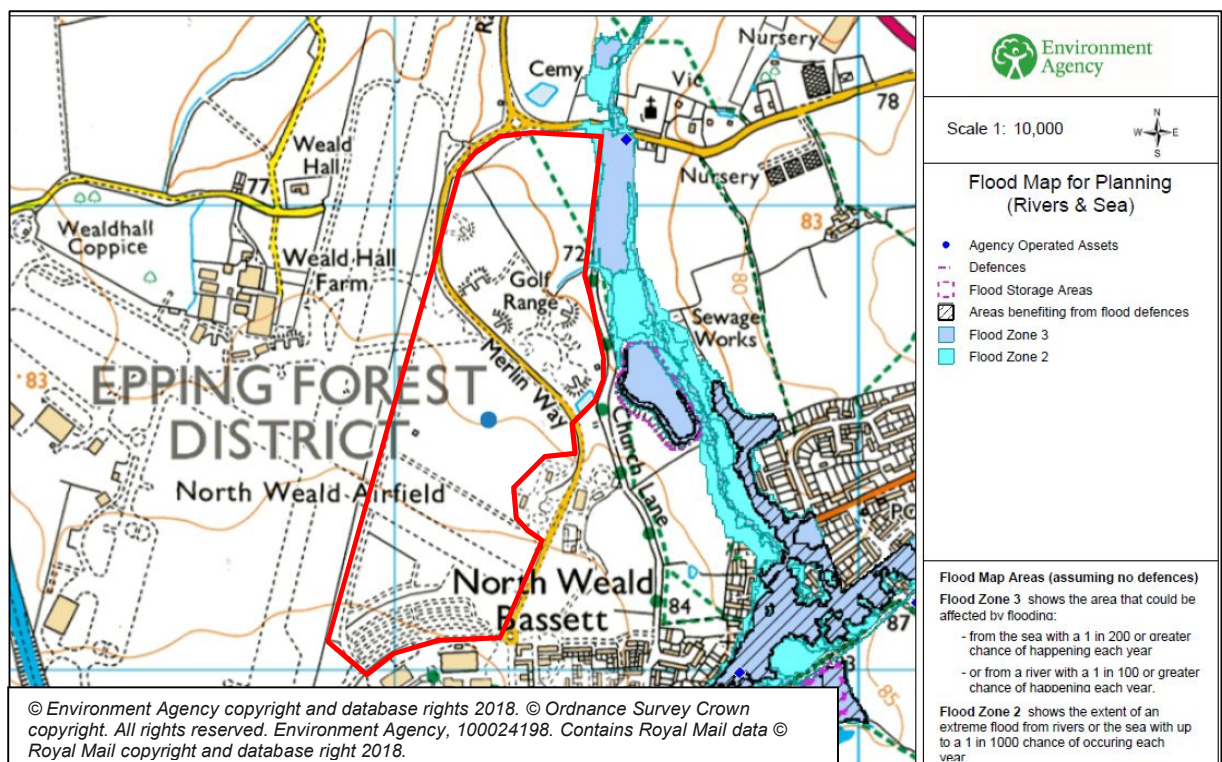 Cemy
Nursery
Vic
78
Weald
Hall
77
Nursery
83
Wealdhall
Coppice
Weald Hall
Farm
72
Golf
Range
80
Sewage
Works
Merlin Way
83
EPPING FOREST
DISTRICT
Church Lane
North Weald Airfield
PO
North Weald
Bassett
D
84
87
85
© Environment Agency copyright and database rights 2018. © Ordnance Survey Crown
copyright. All rights reserved. Environment Agency, 100024198. Contains Royal Mail data ©
Royal Mail copyright and database right 2018.
Environment
Agency
Scale 1: 10,000
N
W E
S
Flood Map for Planning
(Rivers & Sea)
Agency Operated Assets
Defences
Flood Storage Areas
Areas benefiting from flood defences
Flood Zone 3
Flood Zone 2
Flood Map Areas (assuming no defences)
Flood Zone 3 shows the area that could be
affected by flooding:
- from the sea with a 1 in 200 or greater
chance of happening each year
- or from a river with a 1 in 100 or greater
chance of happening each year.
Flood Zone 2 shows the extent of an
extreme flood from rivers or the sea with up
to a 1 in 1000 chance of occuring each
year